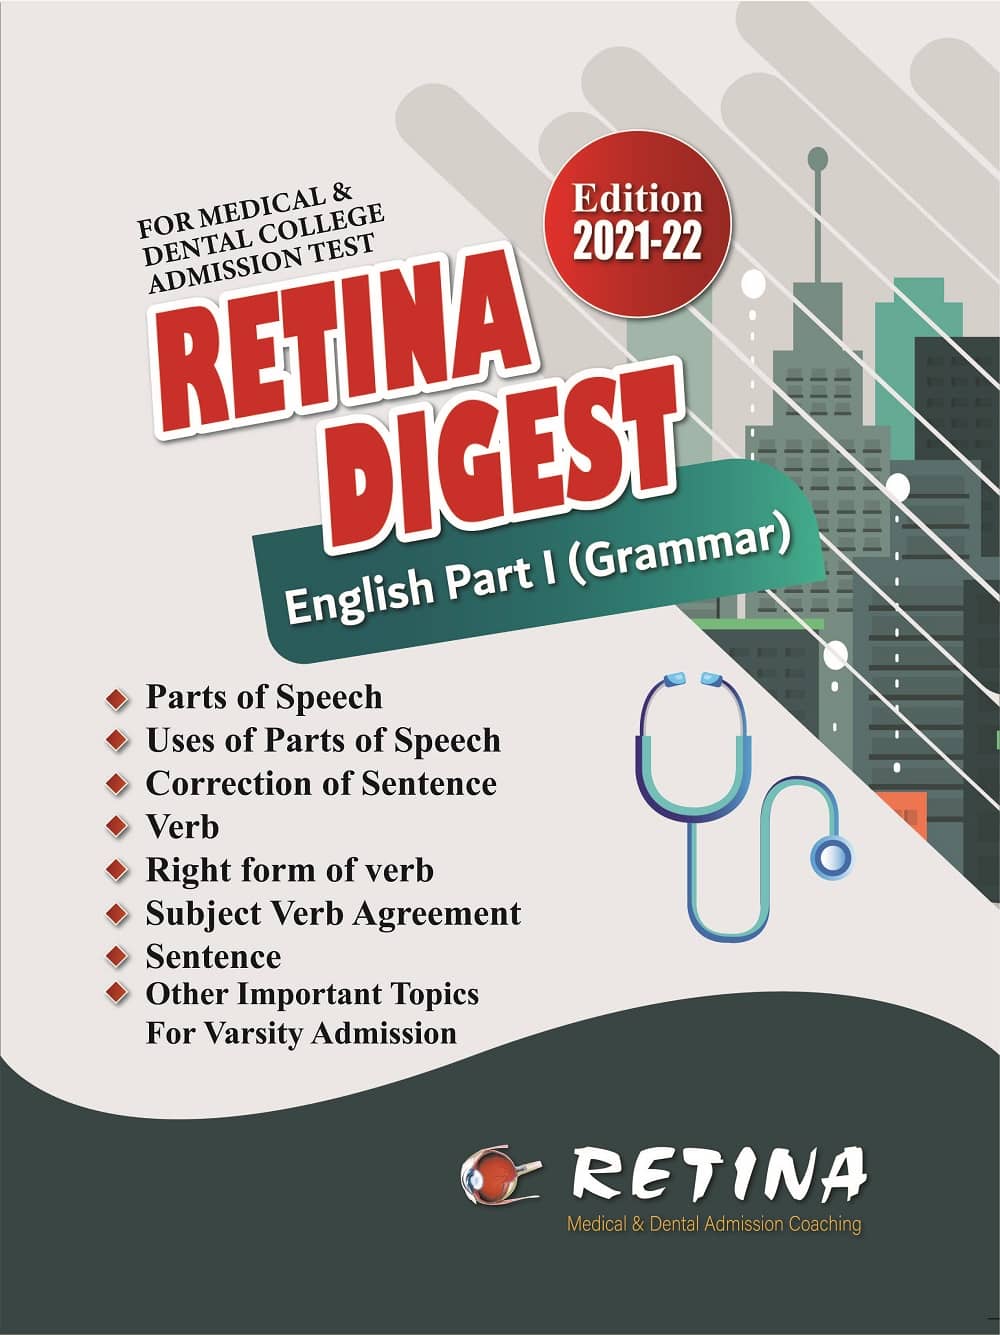 FOR MEDICAL &
DENTAL COLLEGE
ADMISSION TEST
Edition
2021-22
RETINA
DIGEST
English Part I (Grammar)
Parts of Speech
Uses of Parts of Speech
Correction of Sentence
Verb
Right form of verb
Subject Verb Agreement
Sentence
Other Important Topics
For Varsity Admission
RETINA
Medical & Dental Admission Coaching